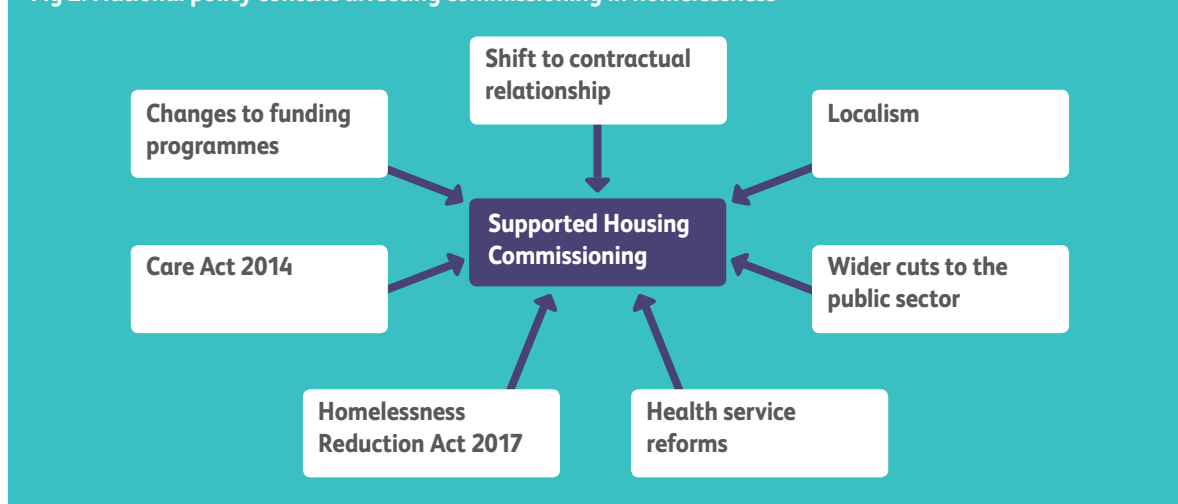 Shift to contractual
relationship
Changes to funding
programmes
Localism
Supported Housing
Commissioning
Care Act 2014
Wider cuts to the
public sector
Homelessness
Reduction Act 2017
Health service
reforms